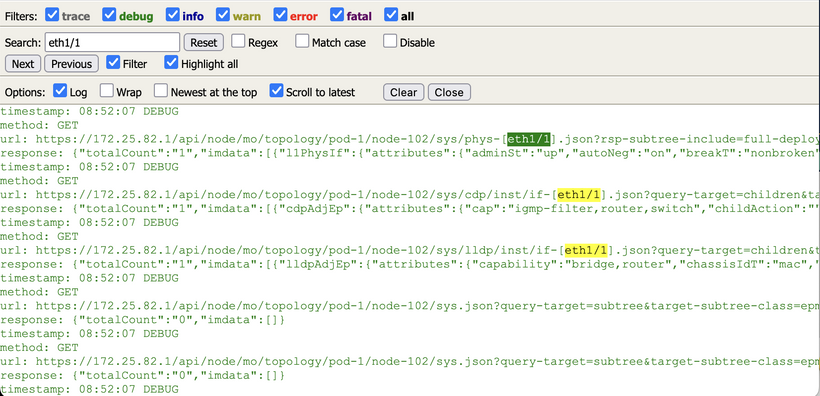 Filters: trace debug info warn error fatal all
Search: eth1/1 Reset Regex Match case Disable
Next Previous Filter Highlight all
Options: Log Wrap Newest at the top Scroll to latest Clear Close
timestamp: 08:52:07 DEBUG
method: GET
url: https://172.25.82.1/api/node/mo/topology/pod-1/node-102/sys/phys-[eth1/1].json?rsp-subtree-include=full-deploy
response: {"totalCount":"1","imdata":[{"l1PhysIf":{"attributes":{"adminSt":"up","autoNeg":"on","breakT":"nonbroken"
timestamp: 08:52:07 DEBUG
method: GET
url: https://172.25.82.1/api/node/mo/topology/pod-1/node-102/sys/cdp/inst/if-[eth1/1].json?query-target=children&ta
response: {"totalCount":"1","imdata":[{"cdpAdjEp":{"attributes":{"cap":"igmp-filter,router,switch","childAction":""
timestamp: 08:52:07 DEBUG
method: GET
url: https://172.25.82.1/api/node/mo/topology/pod-1/node-102/sys/lldp/inst/if-[eth1/1].json?query-target=children&t
response: {"totalCount":"1","imdata":[{"lldpAdjEp":{"attributes":{"capability":"bridge,router","chassisIdT":"mac","
timestamp: 08:52:07 DEBUG
method: GET
url: https://172.25.82.1/api/node/mo/topology/pod-1/node-102/sys.json?query-target=subtree&target-subtree-class=epm
response: {"totalCount":"0","imdata":[]}
timestamp: 08:52:07 DEBUG
method: GET
url: https://172.25.82.1/api/node/mo/topology/pod-1/node-102/sys.json?query-target=subtree&target-subtree-class=epm
response: {"totalCount":"0","imdata":[]}
timestamp: 08:52:07 DEBUG